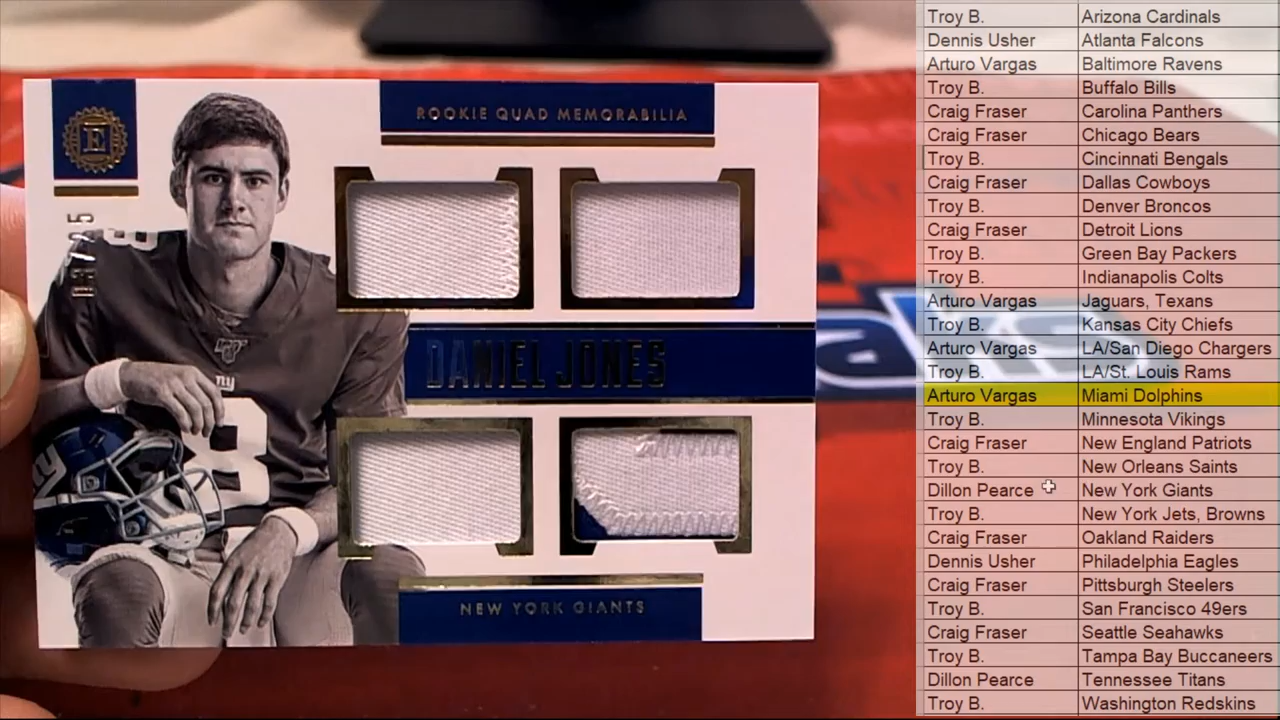 ROOKIE QUAD MEMORABILIA
E
DANIEL JONES
ny
8
NEW YORK GIANTS
Troy B. Arizona Cardinals
Dennis Usher Atlanta Falcons
Arturo Vargas Baltimore Ravens
Troy B. Buffalo Bills
Craig Fraser Carolina Panthers
Craig Fraser Chicago Bears
Troy B. Cincinnati Bengals
Craig Fraser Dallas Cowboys
Troy B. Denver Broncos
Craig Fraser Detroit Lions
Troy B. Green Bay Packers
Troy B. Indianapolis Colts
Arturo Vargas Jaguars, Texans
Troy B. Kansas City Chiefs
Arturo Vargas LA/San Diego Chargers
Troy B. LA/St. Louis Rams
Arturo Vargas Miami Dolphins
Troy B. Minnesota Vikings
Craig Fraser New England Patriots
Troy B. New Orleans Saints
Dillon Pearce New York Giants
Troy B. New York Jets, Browns
Craig Fraser Oakland Raiders
Dennis Usher Philadelphia Eagles
Craig Fraser Pittsburgh Steelers
Troy B. San Francisco 49ers
Craig Fraser Seattle Seahawks
Troy B. Tampa Bay Buccaneers
Dillon Pearce Tennessee Titans
Troy B. Washington Redskins